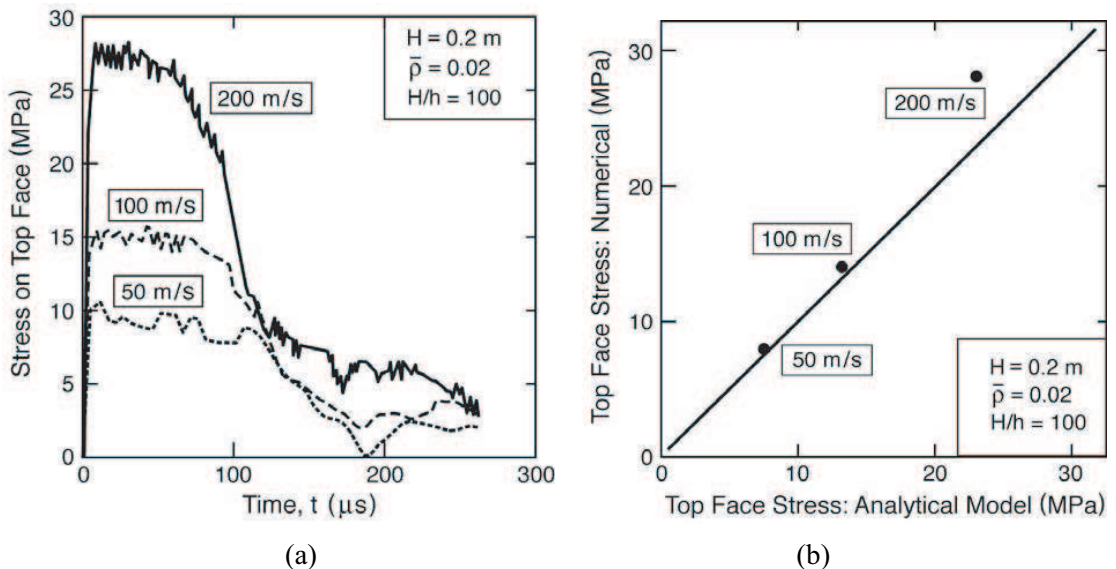 Stress on Top Face (MPa)
30
25
20
15
10
5
0
0
100
200
300
Time, t (μs)
H = 0.2 m
ρ̄ = 0.02
H/h = 100
200 m/s
100 m/s
50 m/s
(a)
Top Face Stress: Numerical (MPa)
30
20
10
0
0
10
20
30
Top Face Stress: Analytical Model (MPa)
200 m/s
100 m/s
50 m/s
H = 0.2 m
ρ̄ = 0.02
H/h = 100
(b)